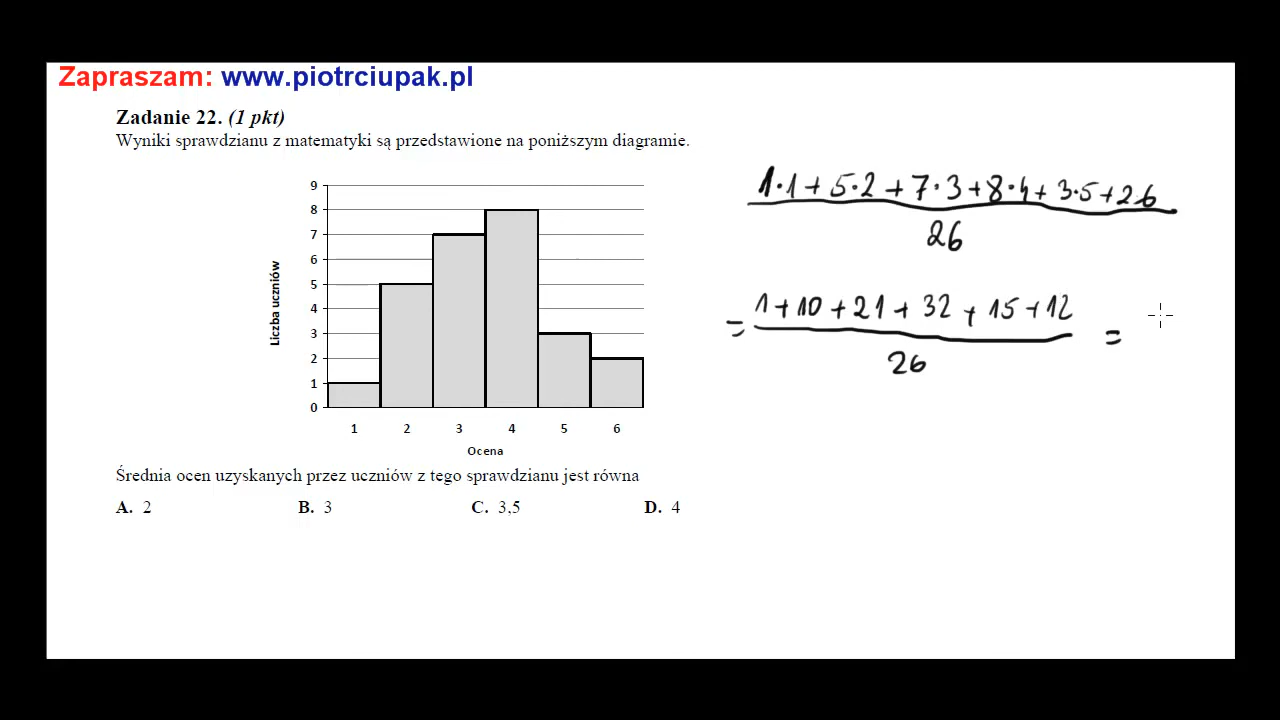 Zapraszam: www.piotrciupak.pl
Zadanie 22. (1 pkt)
Wyniki sprawdzianu z matematyki są przedstawione na poniższym diagramie.
Liczba uczniów
9
8
7
6
5
4
3
2
1
0
1 2 3 4 5 6
Ocena
Średnia ocen uzyskanych przez uczniów z tego sprawdzianu jest równa
A. 2 B. 3 C. 3,5 D. 4
1·1+5·2+7·3+8·4+3·5+2·6
26
= 1+10+21+32+15+12 =
26